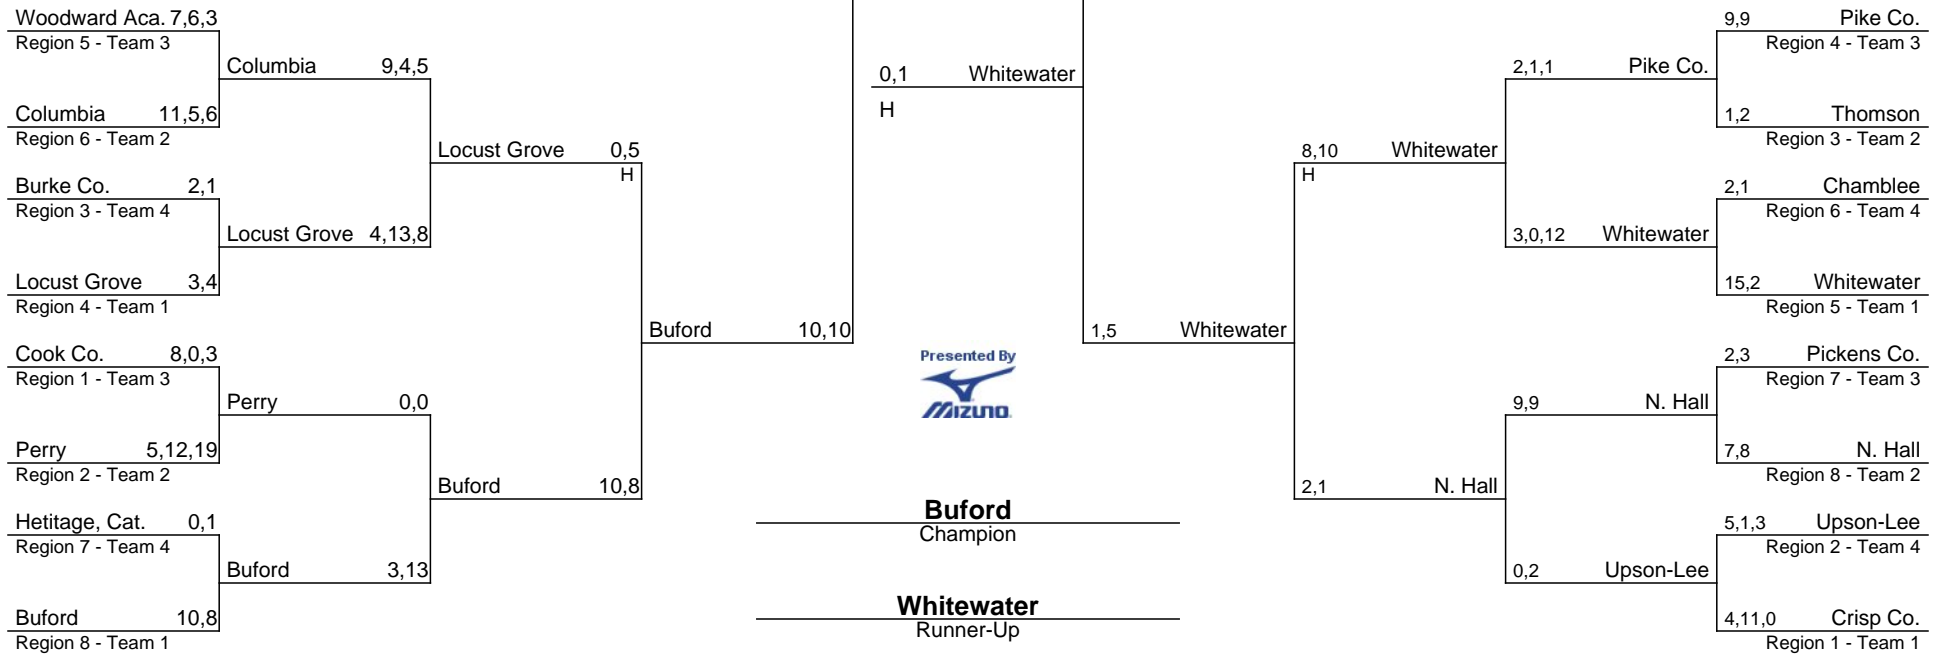 Woodward Aca. 7,6,3
Region 5 - Team 3
Columbia 9,4,5
Columbia 11,5,6
Region 6 - Team 2
Locust Grove 0,5
H
Burke Co. 2,1
Region 3 - Team 4
Locust Grove 4,13,8
Locust Grove 3,4
Region 4 - Team 1
Buford 10,10
Cook Co. 8,0,3
Region 1 - Team 3
Perry 0,0
Perry 5,12,19
Region 2 - Team 2
Buford 10,8
Hetitage, Cat. 0,1
Region 7 - Team 4
Buford 3,13
Buford 10,8
Region 8 - Team 1
0,1 Whitewater
H
1,5 Whitewater
Presented By
MIZUNO
Buford
Champion
Whitewater
Runner-Up
9,9 Pike Co.
Region 4 - Team 3
2,1,1 Pike Co.
1,2 Thomson
Region 3 - Team 2
8,10 Whitewater
H
2,1 Chamblee
Region 6 - Team 4
3,0,12 Whitewater
15,2 Whitewater
Region 5 - Team 1
2,3 Pickens Co.
Region 7 - Team 3
9,9 N. Hall
7,8 N. Hall
Region 8 - Team 2
2,1 N. Hall
5,1,3 Upson-Lee
Region 2 - Team 4
0,2 Upson-Lee
4,11,0 Crisp Co.
Region 1 - Team 1